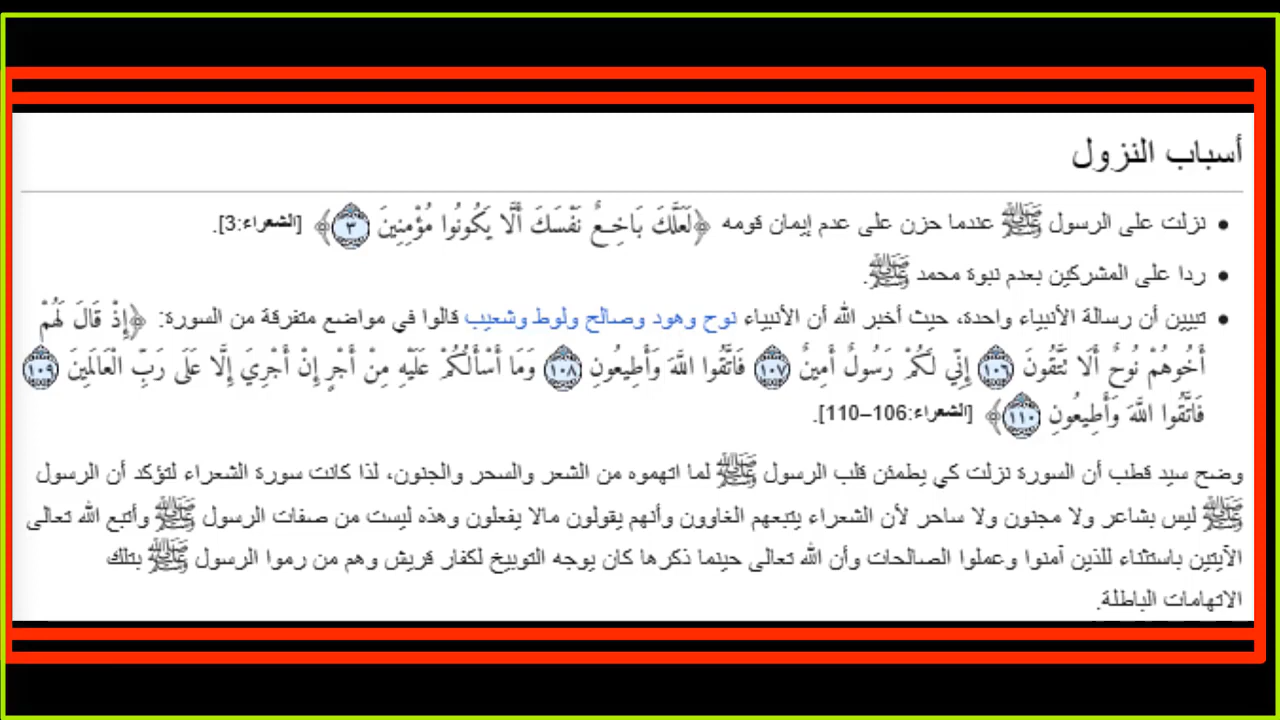 أسباب النزول
• نزلت على الرسول ﷺ عندما حزن على عدم إيمان قومه ﴿لَعَلَّكَ بَاخِعٌ نَفْسَكَ أَلَّا يَكُونُوا مُؤْمِنِينَ ٣﴾ [الشعراء:3].
• ردا على المشركين بعدم نبوة محمد ﷺ.
• تبيين أن رسالة الأنبياء واحدة، حيث أخبر الله أن الأنبياء نوح وهود وصالح ولوط وشعيب قالوا في مواضع متفرقة من السورة: ﴿إِذْ قَالَ لَهُمْ
أَخُوهُمْ نُوحٌ أَلَا تَتَّقُونَ ١٠٦ إِنِّي لَكُمْ رَسُولٌ أَمِينٌ ١٠٧ فَاتَّقُوا اللَّهَ وَأَطِيعُونِ ١٠٨ وَمَا أَسْأَلُكُمْ عَلَيْهِ مِنْ أَجْرٍ إِنْ أَجْرِيَ إِلَّا عَلَى رَبِّ الْعَالَمِينَ ١٠٩
فَاتَّقُوا اللَّهَ وَأَطِيعُونِ ١١٠﴾ [الشعراء:106–110].
وضح سيد قطب أن السورة نزلت كي يطمئن قلب الرسول ﷺ لما اتهموه من الشعر والسحر والجنون، لذا كانت سورة الشعراء لتؤكد أن الرسول
ﷺ ليس بشاعر ولا مجنون ولا ساحر لأن الشعراء يتبعهم الغاوون وأنهم يقولون مالا يفعلون وهذه ليست من صفات الرسول ﷺ وأتبع الله تعالى
الآيتين باستثناء للذين آمنوا وعملوا الصالحات وأن الله تعالى حينما ذكرها كان يوجه التوبيخ لكفار قريش وهم من رموا الرسول ﷺ بتلك
الاتهامات الباطلة.